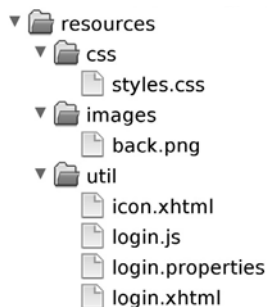 resources
css
styles.css
images
back.png
util
icon.xhtml
login.js
login.properties
login.xhtml